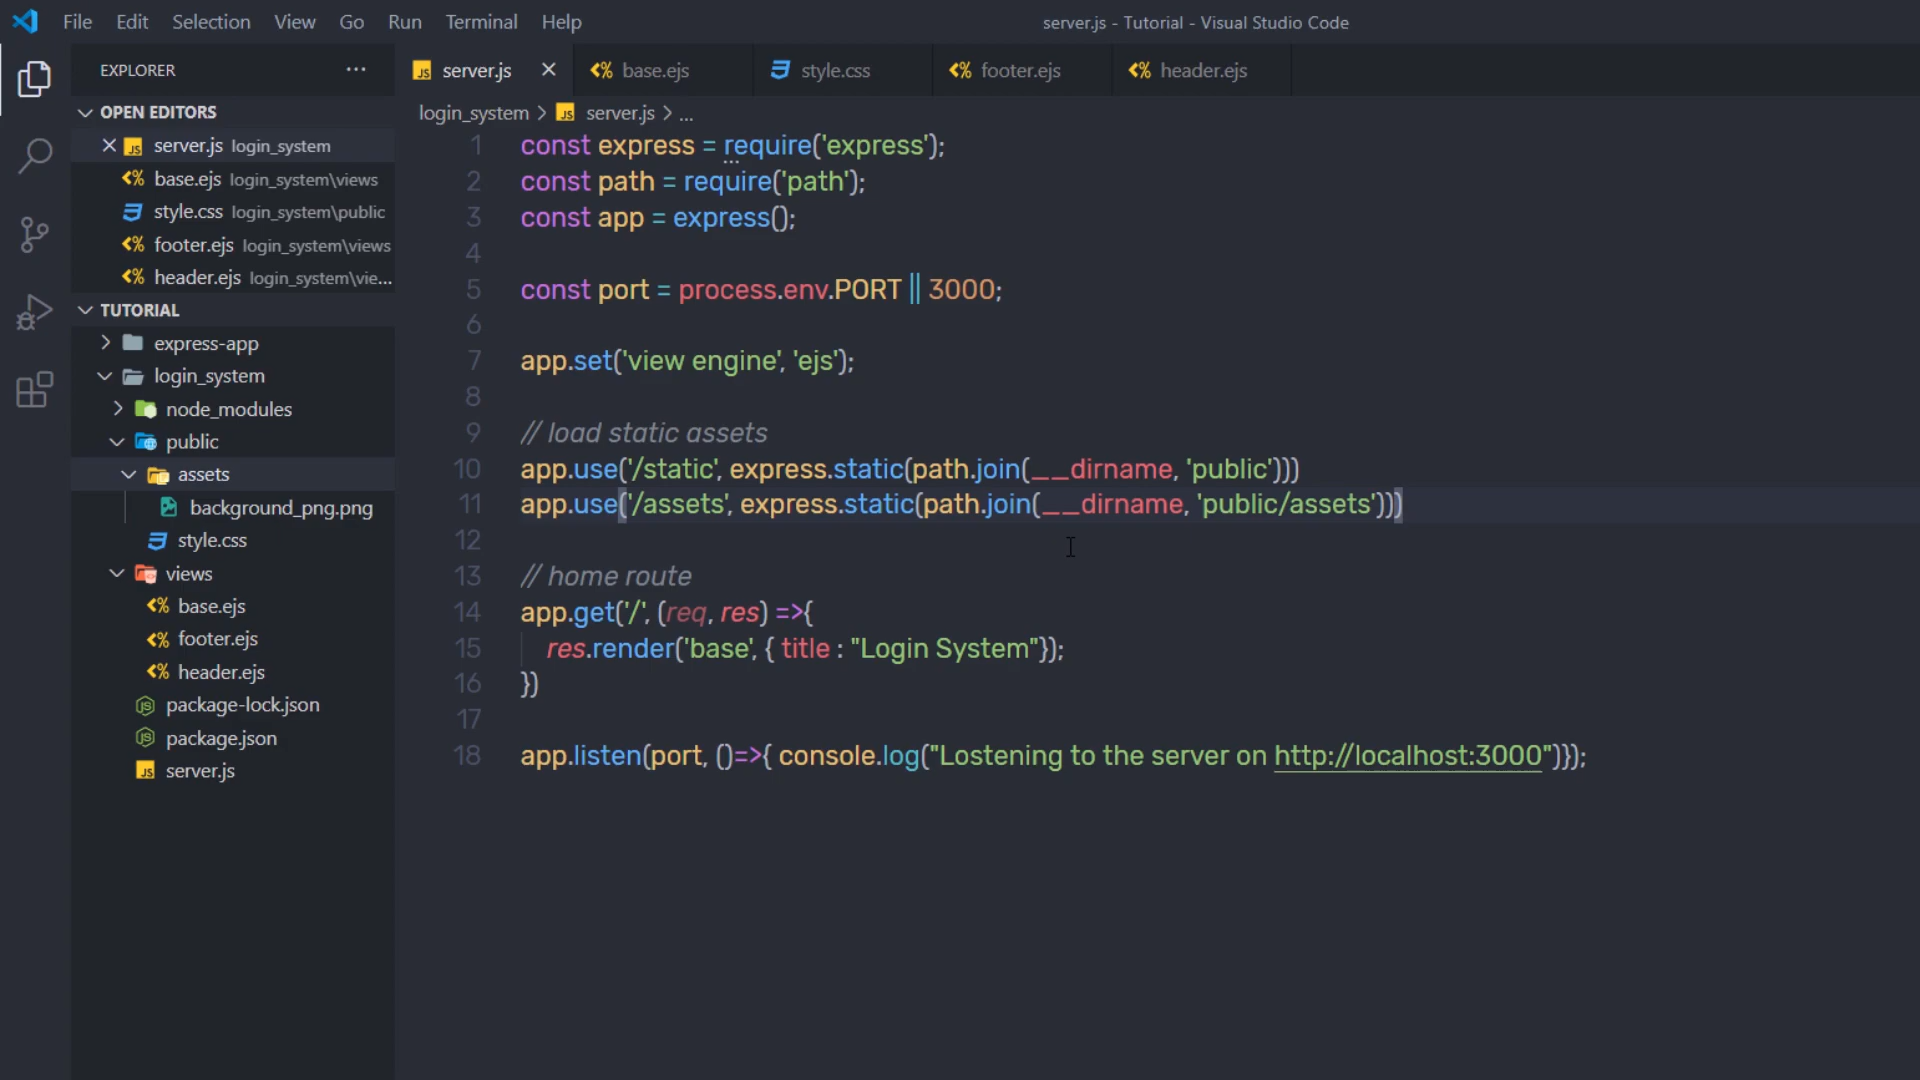 File Edit Selection View Go Run Terminal Help
server.js - Tutorial - Visual Studio Code
EXPLORER ...
OPEN EDITORS
server.js login_system
base.ejs login_system\views
style.css login_system\public
footer.ejs login_system\views
header.ejs login_system\vie...
TUTORIAL
express-app
login_system
node_modules
public
assets
background_png.png
style.css
views
base.ejs
footer.ejs
header.ejs
package-lock.json
package.json
server.js
server.js base.ejs style.css footer.ejs header.ejs
login_system > server.js > ...
1 const express = require('express');
2 const path = require('path');
3 const app = express();
4
5 const port = process.env.PORT || 3000;
6
7 app.set('view engine', 'ejs');
8
9 // load static assets
10 app.use('/static', express.static(path.join(__dirname, 'public')))
11 app.use('/assets', express.static(path.join(__dirname, 'public/assets')))
12
13 // home route
14 app.get('/', (req, res) =>{
15 res.render('base', { title : "Login System"});
16 })
17
18 app.listen(port, ()=>{ console.log("Lostening to the server on http://localhost:3000")});